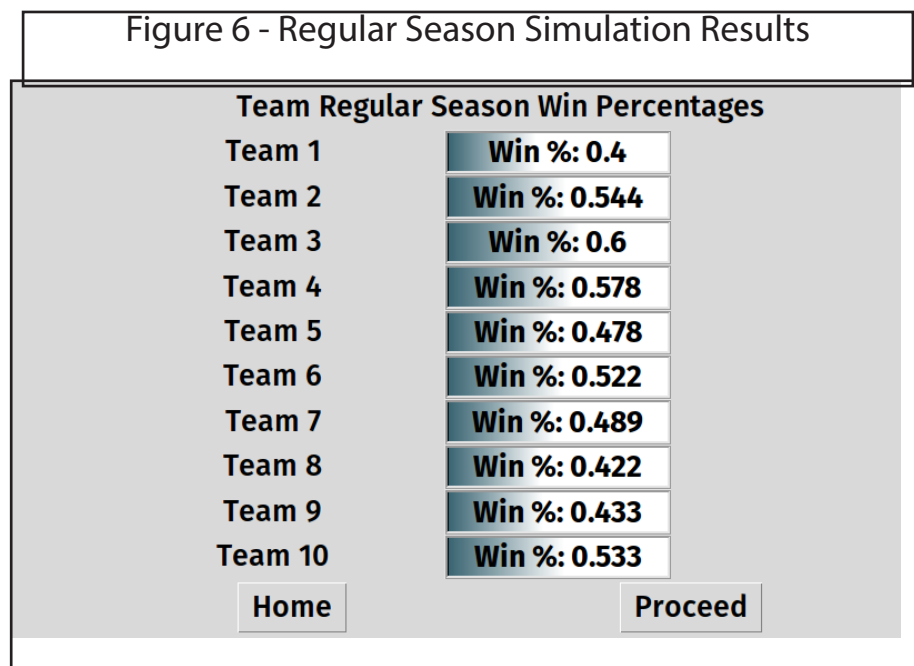 Figure 6 - Regular Season Simulation Results
Team Regular Season Win Percentages
Team 1 Win %: 0.4
Team 2 Win %: 0.544
Team 3 Win %: 0.6
Team 4 Win %: 0.578
Team 5 Win %: 0.478
Team 6 Win %: 0.522
Team 7 Win %: 0.489
Team 8 Win %: 0.422
Team 9 Win %: 0.433
Team 10 Win %: 0.533
Home Proceed